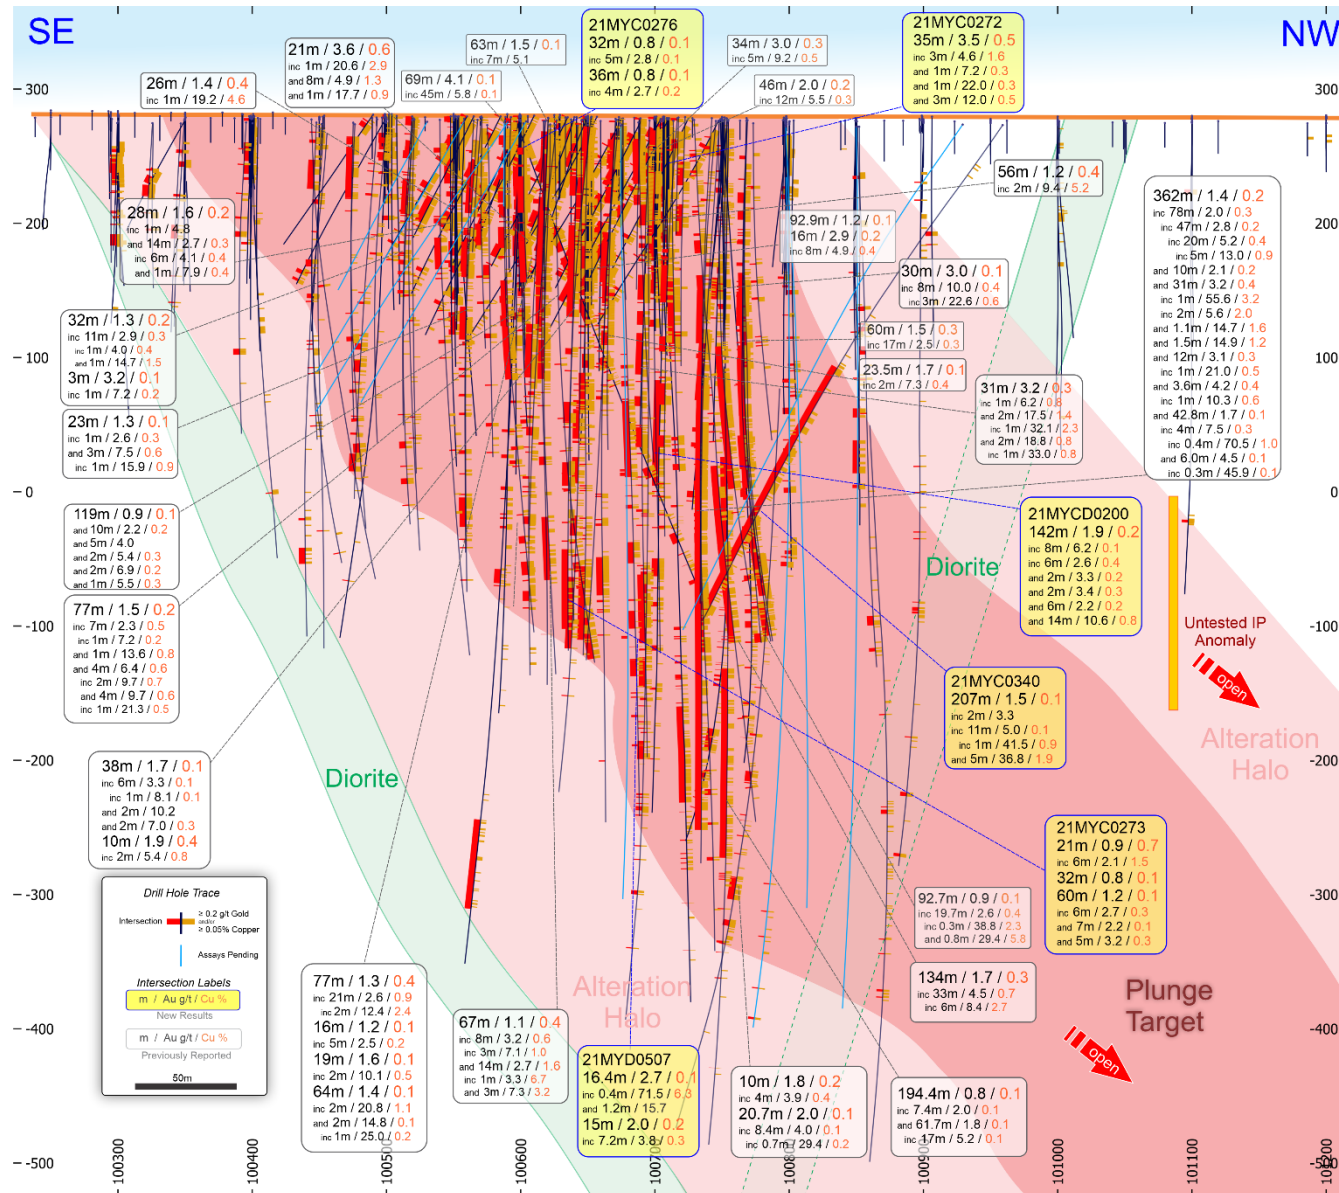 SE
NW
21m / 3.6 / 0.6
inc 1m / 20.6 / 2.9
and 8m / 4.9 / 1.3
and 1m / 17.7 / 0.9
63m / 1.5 / 0.1
inc 7m / 5.1
21MYC0276
32m / 0.8 / 0.1
inc 5m / 2.8 / 0.1
36m / 0.8 / 0.1
inc 4m / 2.7 / 0.2
34m / 3.0 / 0.3
inc 5m / 9.2 / 0.5
21MYC0272
35m / 3.5 / 0.5
inc 3m / 4.6 / 1.6
and 1m / 7.2 / 0.3
and 1m / 22.0 / 0.3
and 3m / 12.0 / 0.5
26m / 1.4 / 0.4
inc 1m / 19.2 / 4.6
69m / 4.1 / 0.1
inc 45m / 5.8 / 0.1
46m / 2.0 / 0.2
inc 12m / 5.5 / 0.3
300
300
56m / 1.2 / 0.4
inc 2m / 9.4 / 5.2
28m / 1.6 / 0.2
inc 1m / 4.8
and 14m / 2.7 / 0.3
inc 6m / 4.1 / 0.4
and 1m / 7.9 / 0.4
200
200
92.9m / 1.2 / 0.1
16m / 2.9 / 0.2
inc 8m / 4.9 / 0.4
362m / 1.4 / 0.2
inc 78m / 2.0 / 0.3
inc 47m / 2.8 / 0.2
inc 20m / 5.2 / 0.4
inc 5m / 13.0 / 0.9
and 10m / 2.1 / 0.2
and 31m / 3.2 / 0.4
inc 1m / 55.6 / 3.2
inc 2m / 5.6 / 2.0
and 1.1m / 14.7 / 1.6
and 1.5m / 14.9 / 1.2
and 12m / 3.1 / 0.3
inc 1m / 21.0 / 0.5
and 3.6m / 4.2 / 0.4
inc 1m / 10.3 / 0.6
and 42.8m / 1.7 / 0.1
inc 4m / 7.5 / 0.3
inc 0.4m / 70.5 / 1.0
and 6.0m / 4.5 / 0.1
inc 0.3m / 45.9 / 0.1
30m / 3.0 / 0.1
inc 8m / 10.0 / 0.4
inc 3m / 22.6 / 0.6
32m / 1.3 / 0.2
inc 11m / 2.9 / 0.3
inc 1m / 4.0 / 0.4
and 1m / 14.7 / 1.5
3m / 3.2 / 0.1
inc 1m / 7.2 / 0.2
60m / 1.5 / 0.3
inc 17m / 2.5 / 0.3
100
100
23.5m / 1.7 / 0.1
inc 2m / 7.3 / 0.4
31m / 3.2 / 0.3
inc 1m / 6.2 / 0.8
and 2m / 17.5 / 1.4
inc 1m / 32.1 / 2.3
and 2m / 18.8 / 0.8
inc 1m / 33.0 / 0.8
23m / 1.3 / 0.1
inc 1m / 2.6 / 0.3
and 3m / 7.5 / 0.6
inc 1m / 15.9 / 0.9
0
0
119m / 0.9 / 0.1
and 10m / 2.2 / 0.2
and 5m / 4.0
and 2m / 5.4 / 0.3
and 2m / 6.9 / 0.2
and 1m / 5.5 / 0.3
21MYCD0200
142m / 1.9 / 0.2
inc 8m / 6.2 / 0.1
inc 6m / 2.6 / 0.4
and 2m / 3.3 / 0.2
and 2m / 3.4 / 0.3
and 6m / 2.2 / 0.2
and 14m / 10.6 / 0.8
Diorite
77m / 1.5 / 0.2
inc 7m / 2.3 / 0.5
inc 1m / 7.2 / 0.2
and 1m / 13.6 / 0.8
and 4m / 6.4 / 0.6
inc 2m / 9.7 / 0.7
and 4m / 9.7 / 0.6
inc 1m / 21.3 / 0.5
-100
-100
Untested IP
Anomaly
open
21MYC0340
207m / 1.5 / 0.1
inc 2m / 3.3
inc 11m / 5.0 / 0.1
inc 1m / 41.5 / 0.9
and 5m / 36.8 / 1.9
Alteration
Halo
-200
-200
Diorite
38m / 1.7 / 0.1
inc 6m / 3.3 / 0.1
inc 1m / 8.1 / 0.1
and 2m / 10.2
and 2m / 7.0 / 0.3
10m / 1.9 / 0.4
inc 2m / 5.4 / 0.8
21MYC0273
21m / 0.9 / 0.7
inc 6m / 2.1 / 1.5
32m / 0.8 / 0.1
60m / 1.2 / 0.1
inc 6m / 2.7 / 0.3
and 7m / 2.2 / 0.1
and 5m / 3.2 / 0.3
-300
-300
92.7m / 0.9 / 0.1
inc 19.7m / 2.6 / 0.4
inc 0.3m / 38.8 / 2.3
and 0.8m / 29.4 / 5.8
Drill Hole Trace
Intersection
≥ 0.2 g/t Gold
and/or
≥ 0.05% Copper
Assays Pending
Intersection Labels
m / Au g/t / Cu %
New Results
m / Au g/t / Cu %
Previously Reported
50m
134m / 1.7 / 0.3
inc 33m / 4.5 / 0.7
inc 6m / 8.4 / 2.7
Alteration
Halo
Plunge
Target
open
77m / 1.3 / 0.4
inc 21m / 2.6 / 0.9
inc 2m / 12.4 / 2.4
16m / 1.2 / 0.1
inc 5m / 2.5 / 0.2
19m / 1.6 / 0.1
inc 2m / 10.1 / 0.5
64m / 1.4 / 0.1
inc 2m / 20.8 / 1.1
and 2m / 14.8 / 0.1
inc 1m / 25.0 / 0.2
67m / 1.1 / 0.4
inc 8m / 3.2 / 0.6
inc 3m / 7.1 / 1.0
and 14m / 2.7 / 1.6
inc 1m / 3.3 / 6.7
and 3m / 7.3 / 3.2
-400
-400
21MYD0507
16.4m / 2.7 / 0.1
inc 0.4m / 71.5 / 6.3
and 1.2m / 15.7
15m / 2.0 / 0.2
inc 7.2m / 3.8 / 0.3
10m / 1.8 / 0.2
inc 4m / 3.9 / 0.4
20.7m / 2.0 / 0.1
inc 8.4m / 4.0 / 0.1
inc 0.7m / 29.4 / 0.2
194.4m / 0.8 / 0.1
inc 7.4m / 2.0 / 0.1
and 61.7m / 1.8 / 0.1
inc 17m / 5.2 / 0.1
-500
-500
100300
100400
100500
100600
100700
100800
100900
101000
101100
101200